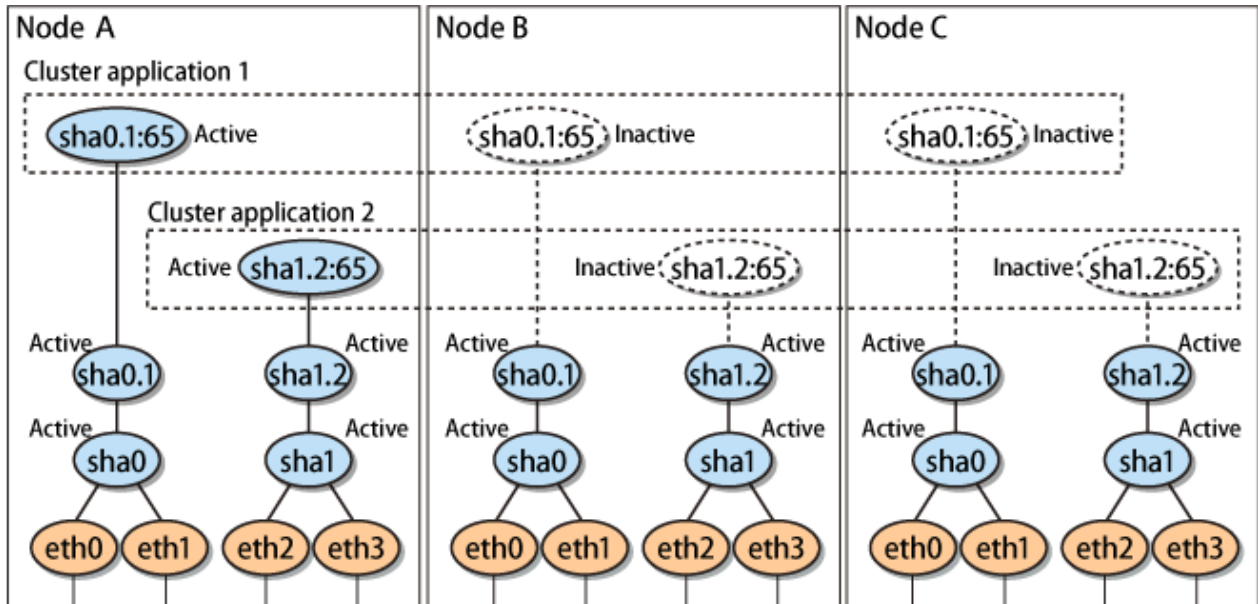 Node A
Node B
Node C
Cluster application 1
sha0.1:65 Active
sha0.1:65 Inactive
sha0.1:65 Inactive
Cluster application 2
Active sha1.2:65
Inactive sha1.2:65
Inactive sha1.2:65
Active Active Active Active Active Active
sha0.1 sha1.2 sha0.1 sha1.2 sha0.1 sha1.2
Active Active Active Active Active Active
sha0 sha1 sha0 sha1 sha0 sha1
eth0 eth1 eth2 eth3 eth0 eth1 eth2 eth3 eth0 eth1 eth2 eth3